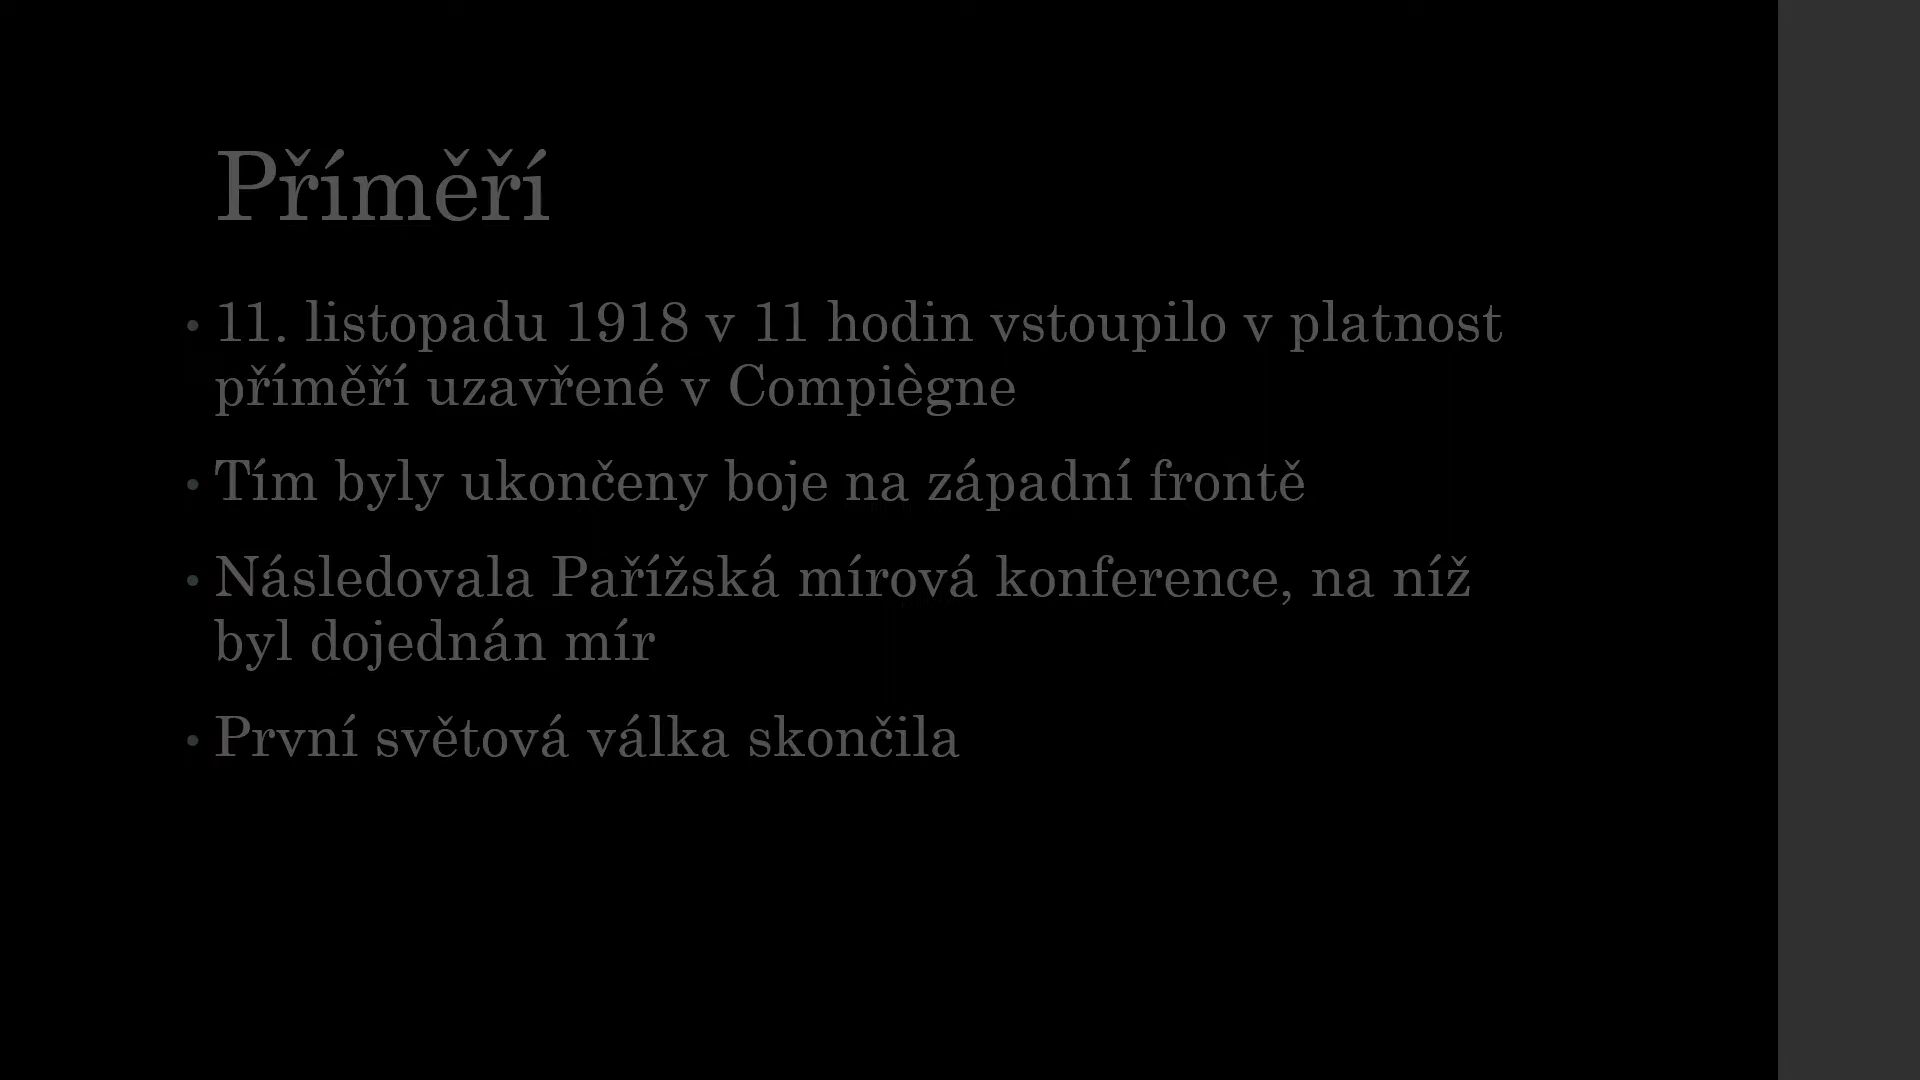 Příměří
• 11. listopadu 1918 v 11 hodin vstoupilo v platnost
příměří uzavřené v Compiègne
• Tím byly ukončeny boje na západní frontě
• Následovala Pařížská mírová konference, na níž
byl dojednán mír
• První světová válka skončila